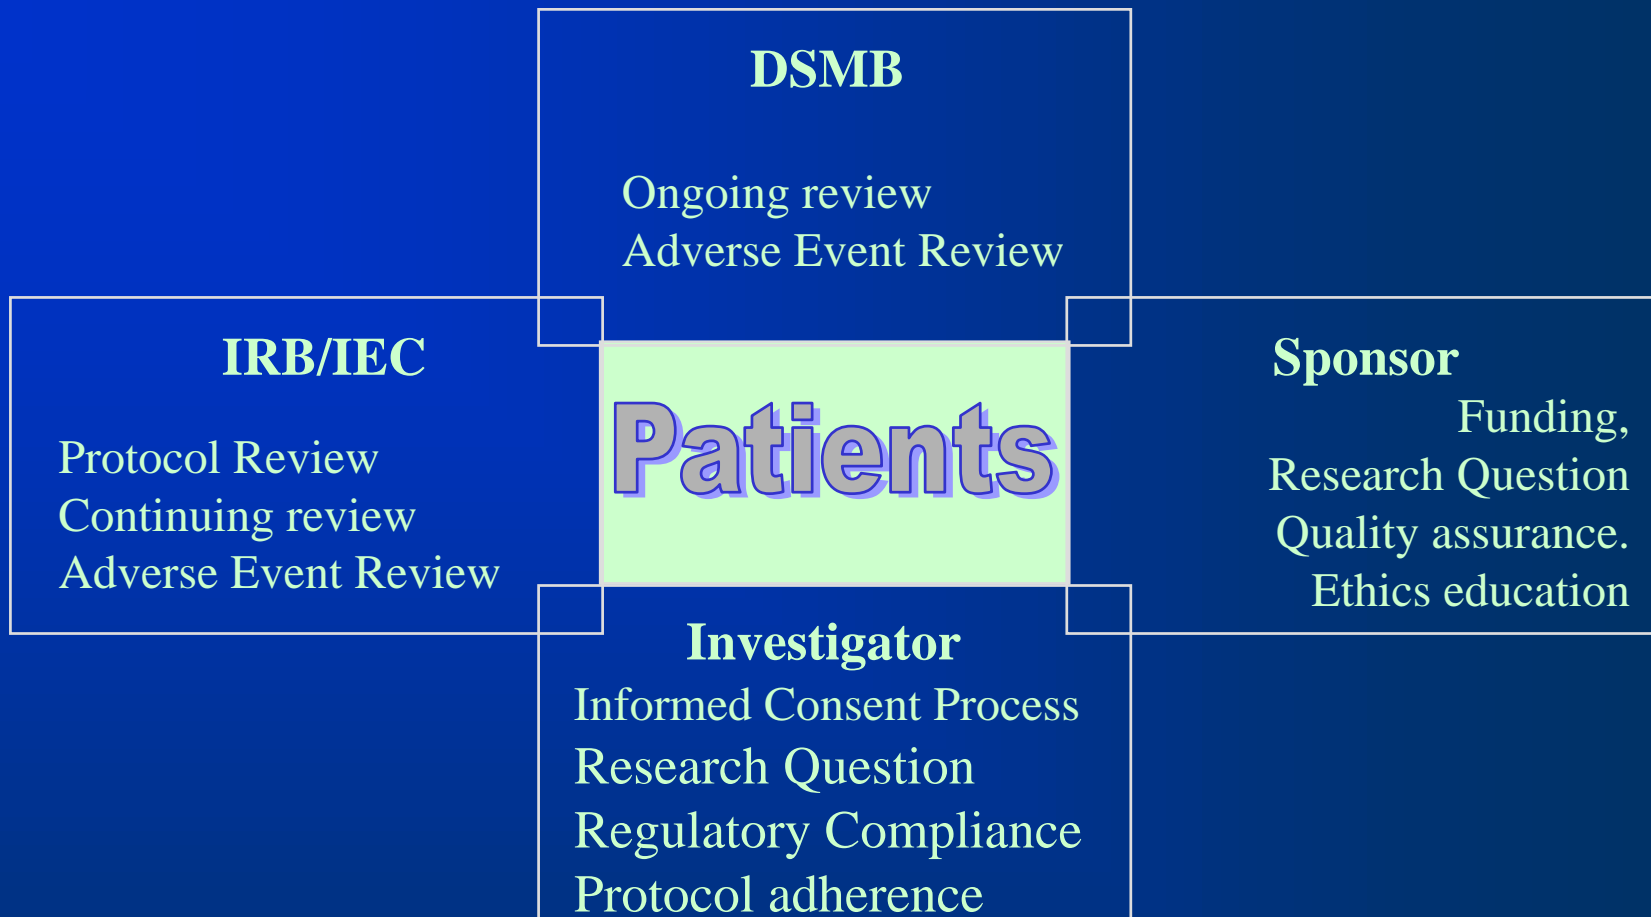 DSMB
Ongoing review
Adverse Event Review
IRB/IEC
Protocol Review
Continuing review
Adverse Event Review
Patients
Sponsor
Funding,
Research Question
Quality assurance.
Ethics education
Investigator
Informed Consent Process
Research Question
Regulatory Compliance
Protocol adherence